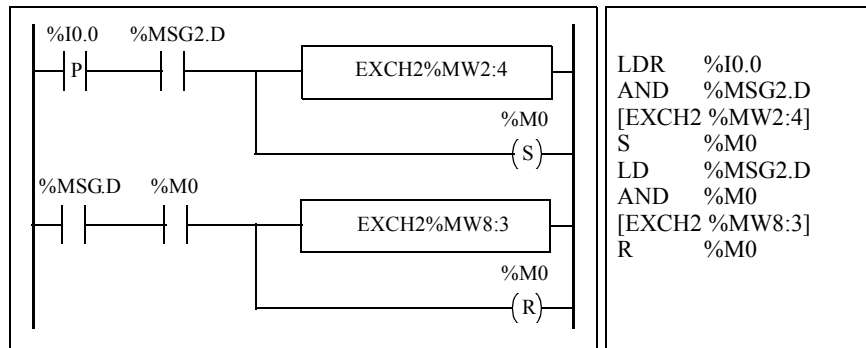 %I0.0 %MSG2.D
P
EXCH2%MW2:4
%M0
S
%MSG.D %M0
EXCH2%MW8:3
%M0
R
LDR %I0.0
AND %MSG2.D
[EXCH2 %MW2:4]
S %M0
LD %MSG2.D
AND %M0
[EXCH2 %MW8:3]
R %M0